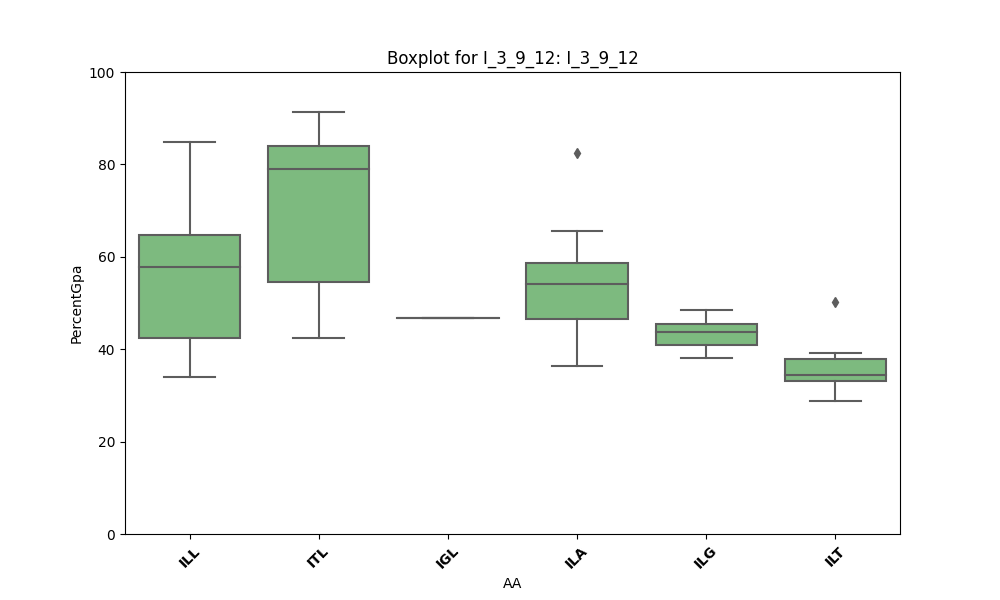 Boxplot for I_3_9_12: I_3_9_12
PercentGpa
100
80
60
40
20
0
ILL
ITL
IGL
ILA
ILG
ILT
AA